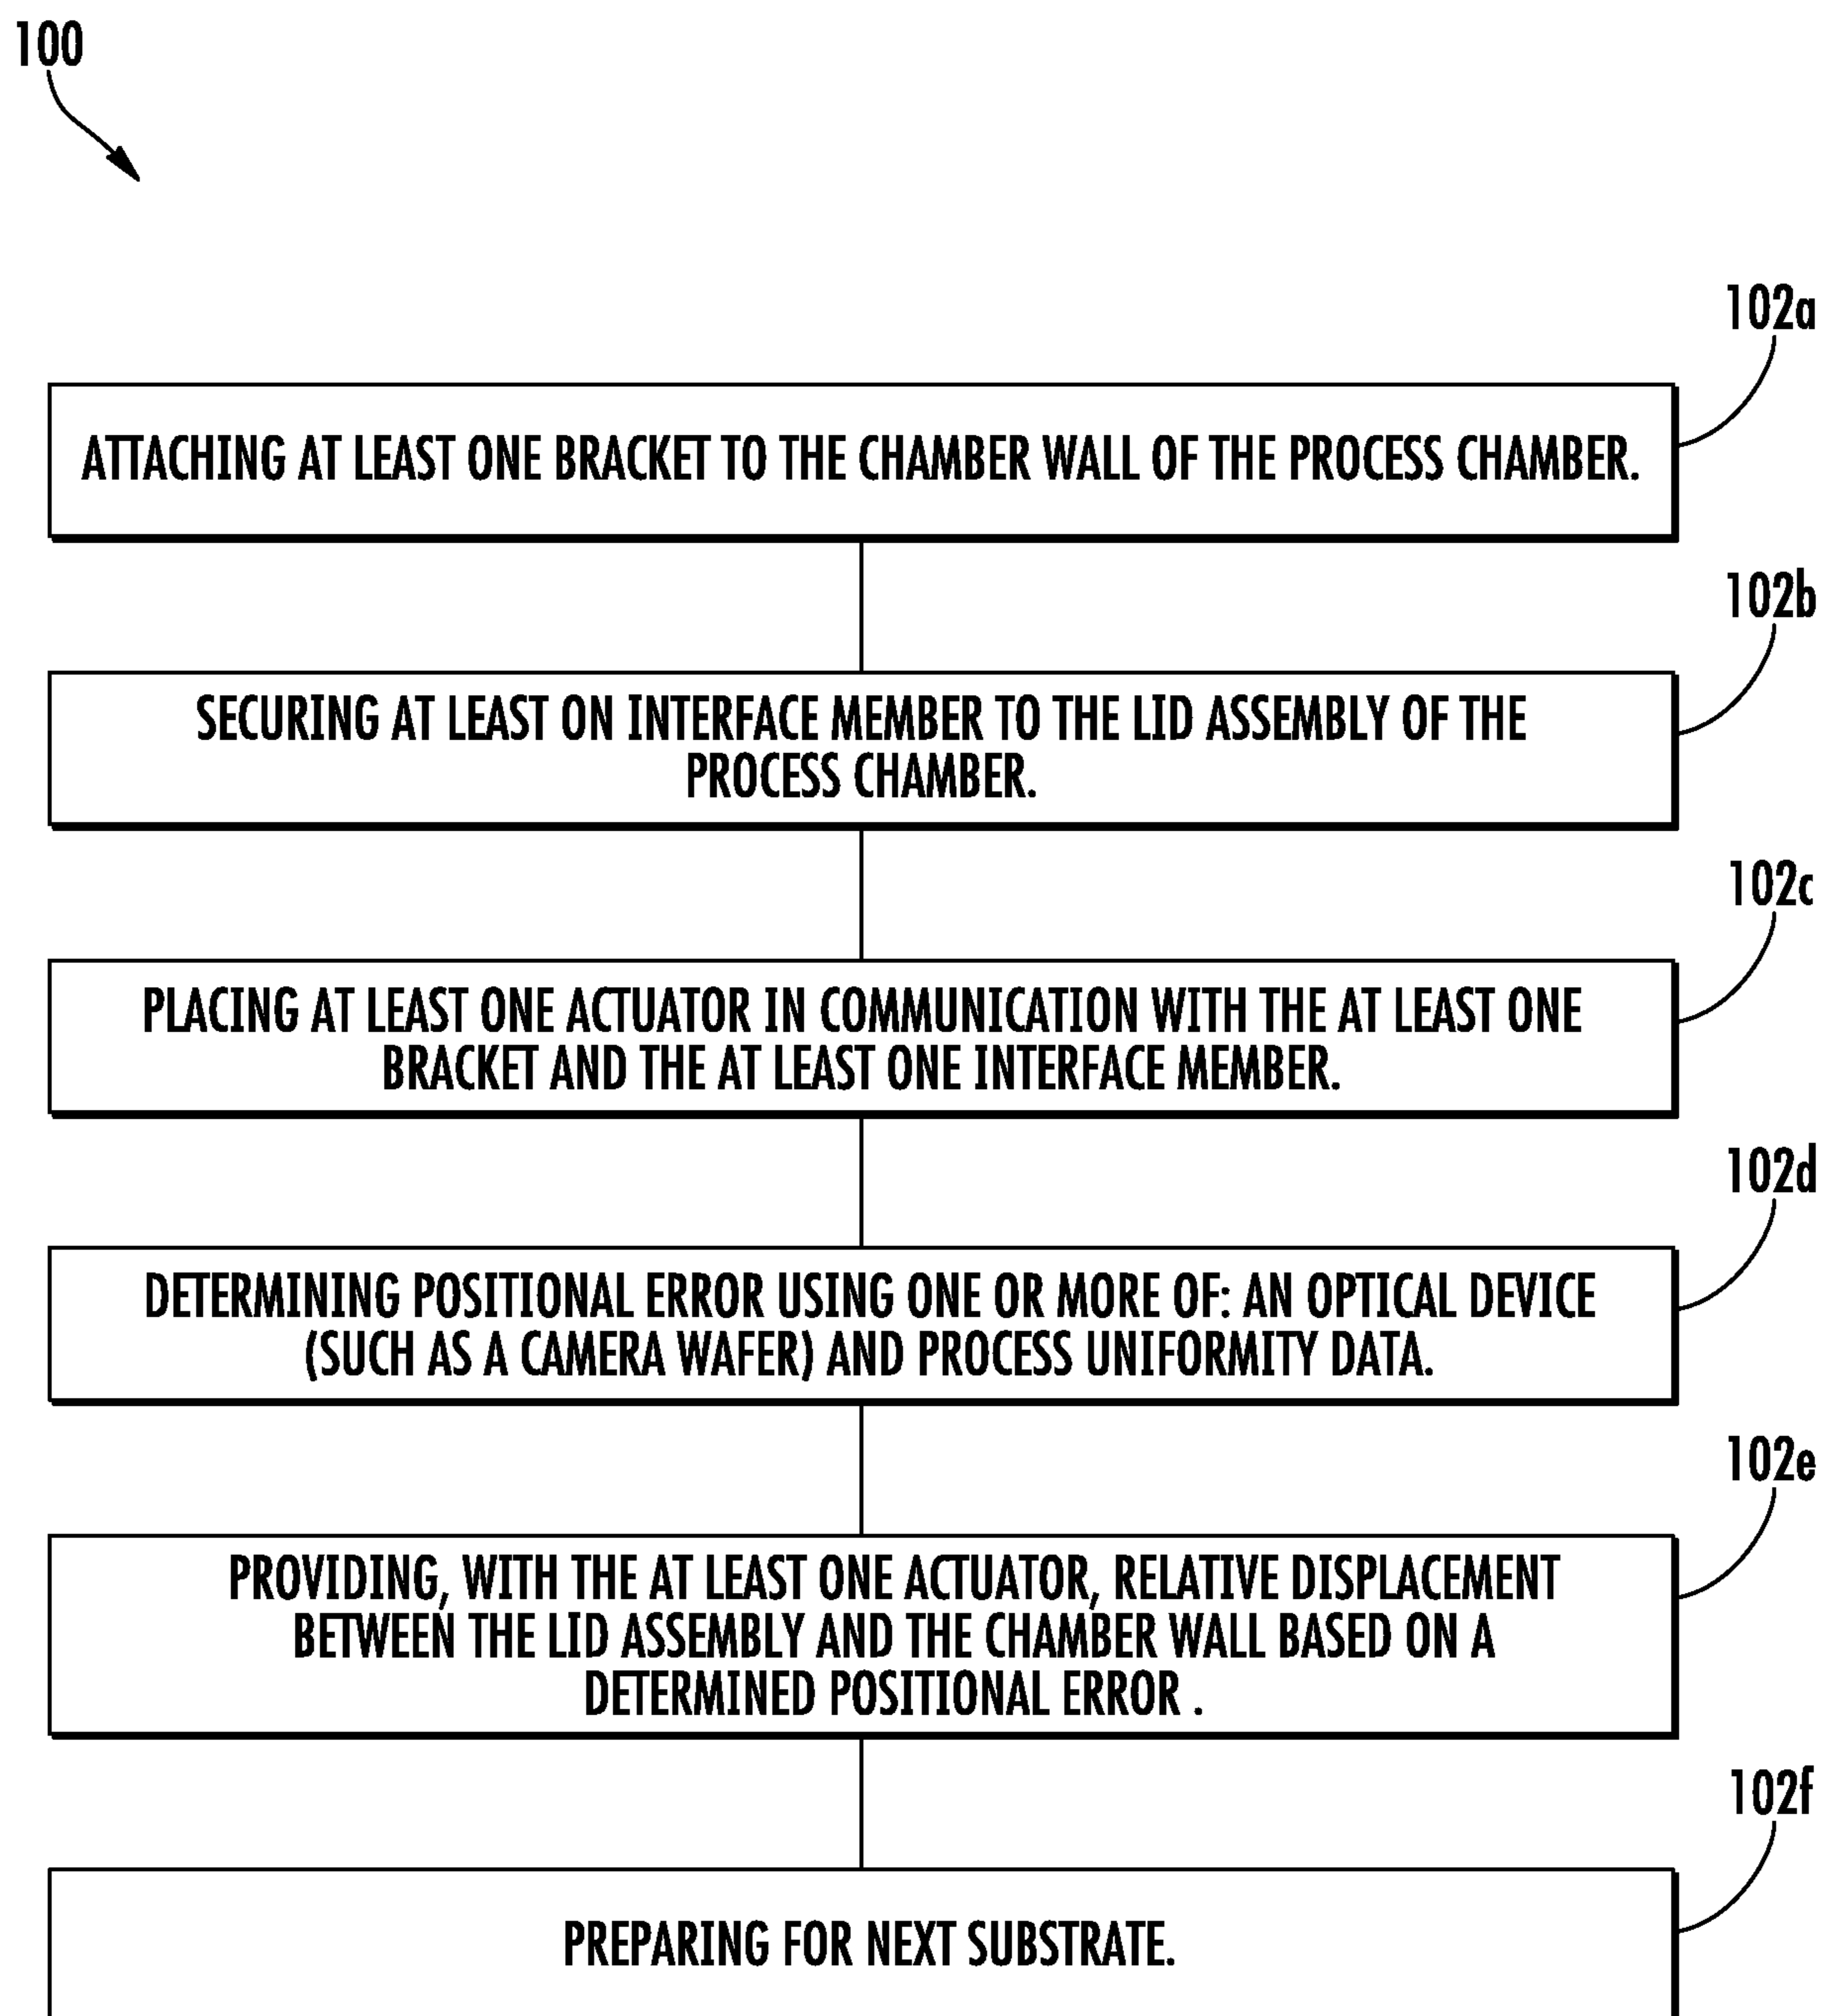 100
102a
ATTACHING AT LEAST ONE BRACKET TO THE CHAMBER WALL OF THE PROCESS CHAMBER.
102b
SECURING AT LEAST ON INTERFACE MEMBER TO THE LID ASSEMBLY OF THE
PROCESS CHAMBER.
102c
PLACING AT LEAST ONE ACTUATOR IN COMMUNICATION WITH THE AT LEAST ONE
BRACKET AND THE AT LEAST ONE INTERFACE MEMBER.
102d
DETERMINING POSITIONAL ERROR USING ONE OR MORE OF: AN OPTICAL DEVICE
(SUCH AS A CAMERA WAFER) AND PROCESS UNIFORMITY DATA.
102e
PROVIDING, WITH THE AT LEAST ONE ACTUATOR, RELATIVE DISPLACEMENT
BETWEEN THE LID ASSEMBLY AND THE CHAMBER WALL BASED ON A
DETERMINED POSITIONAL ERROR .
102f
PREPARING FOR NEXT SUBSTRATE.